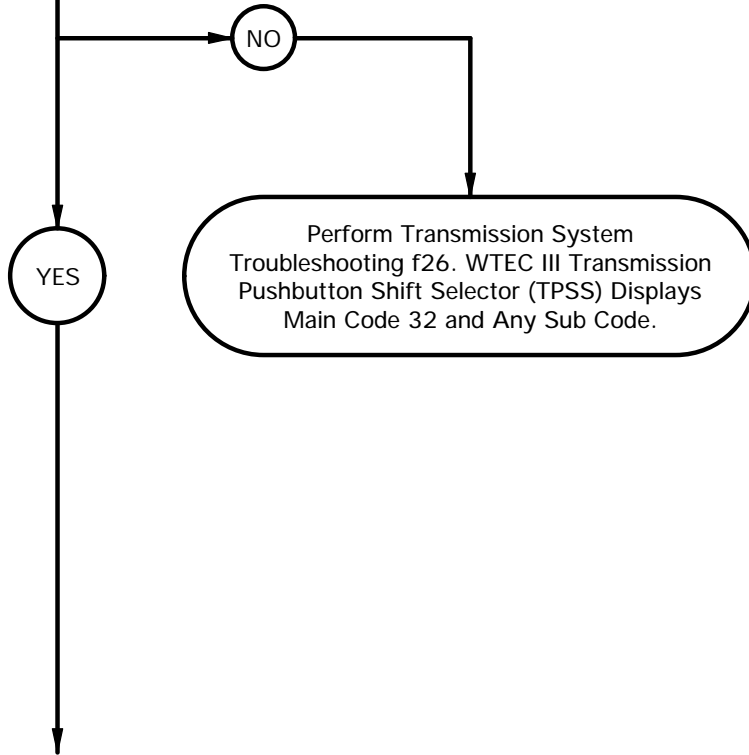 NO
YES
Perform Transmission System
Troubleshooting f26. WTEC III Transmission
Pushbutton Shift Selector (TPSS) Displays
Main Code 32 and Any Sub Code.